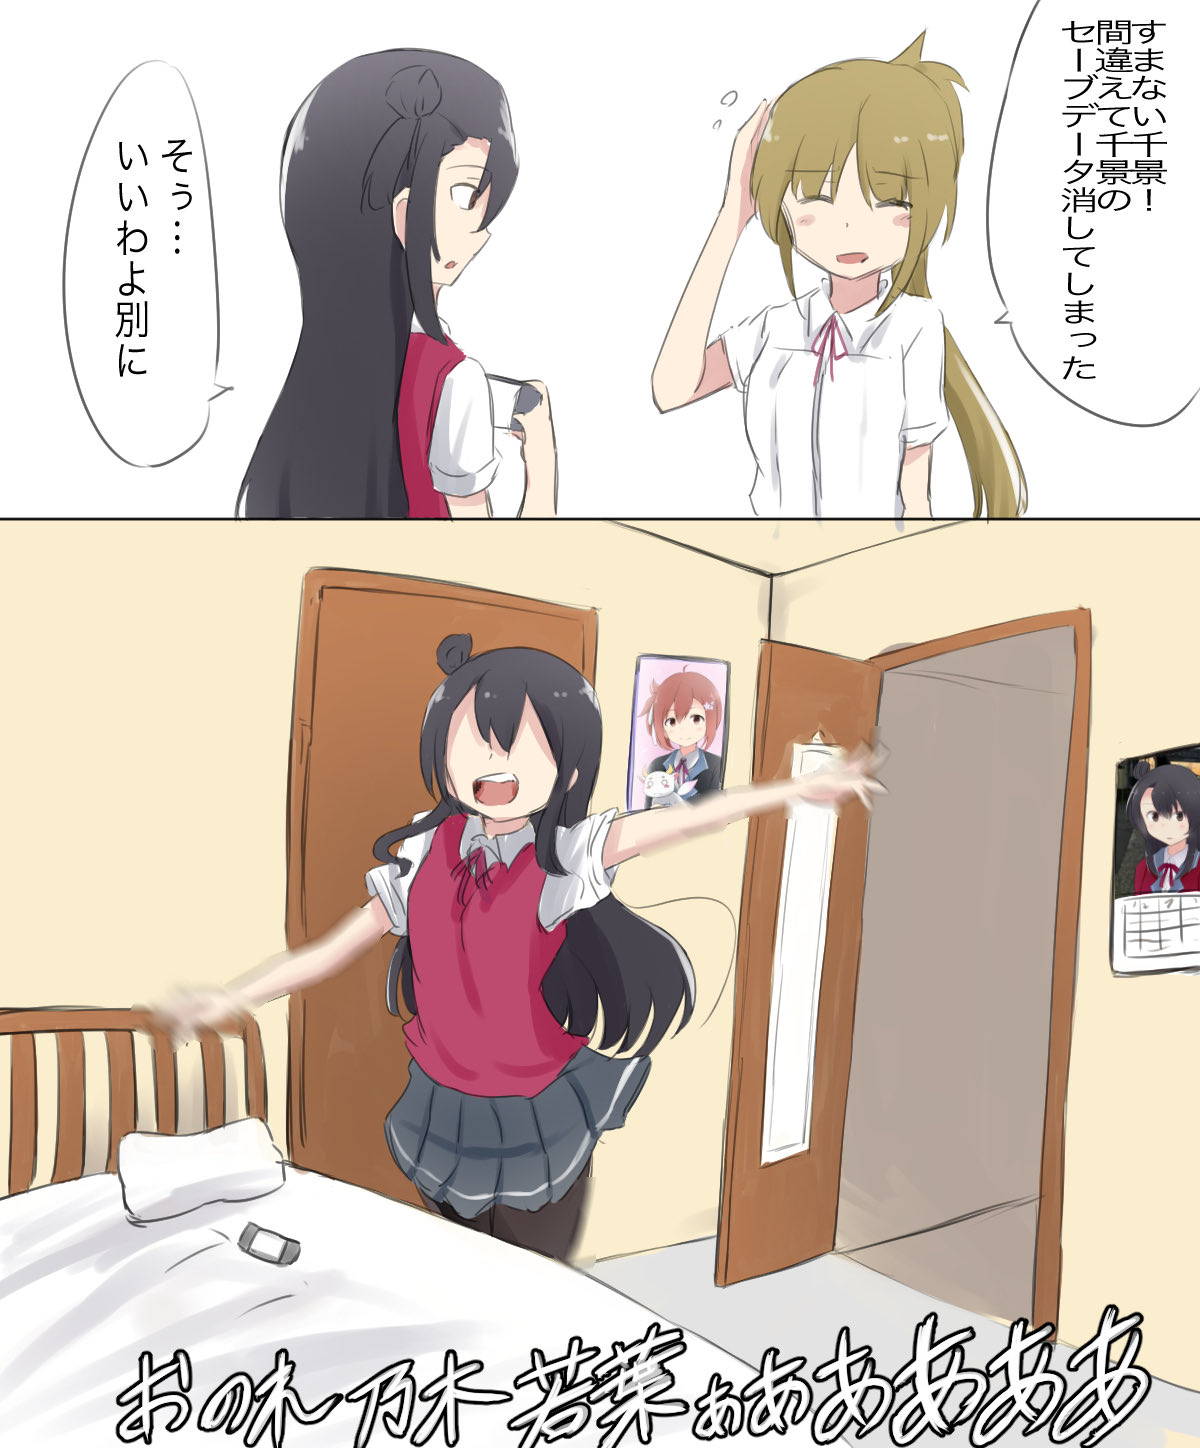 すまない千景！
間違えて千景の
セーブデータ消してしまった
そぅ…
いいわよ別に
おのれ乃木若葉ぁあああああ